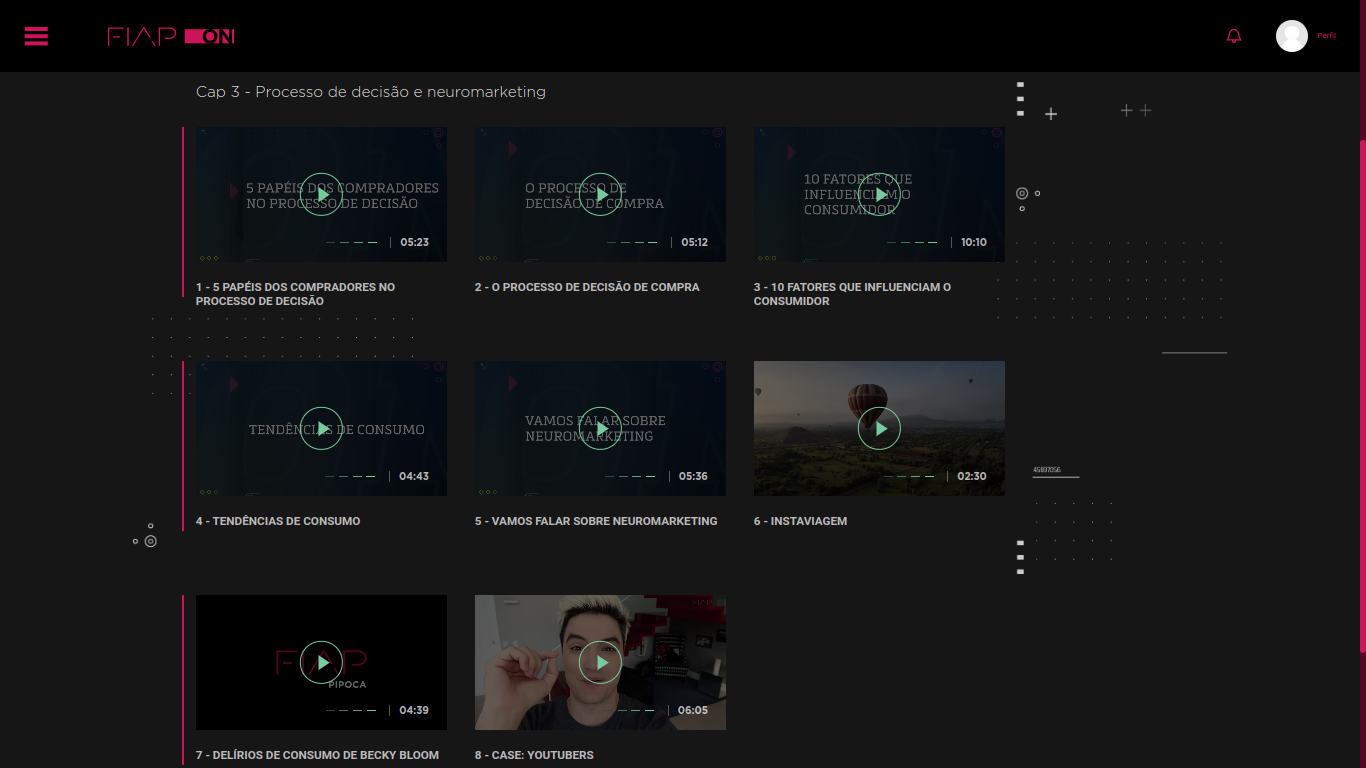 FIAP ON
Perfil
Cap 3 - Processo de decisão e neuromarketing
5 PAPÉIS DOS COMPRADORES
NO PROCESSO DE DECISÃO
05:23
O PROCESSO DE
DECISÃO DE COMPRA
05:12
10 FATORES QUE
INFLUENCIAM O
CONSUMIDOR
10:10
1 - 5 PAPÉIS DOS COMPRADORES NO
PROCESSO DE DECISÃO
2 - O PROCESSO DE DECISÃO DE COMPRA
3 - 10 FATORES QUE INFLUENCIAM O
CONSUMIDOR
TENDÊNCIAS DE CONSUMO
04:43
VAMOS FALAR SOBRE
NEUROMARKETING
05:36
02:30
4 - TENDÊNCIAS DE CONSUMO
5 - VAMOS FALAR SOBRE NEUROMARKETING
6 - INSTAVIAGEM
FIAP
PIPOCA
04:39
06:05
7 - DELÍRIOS DE CONSUMO DE BECKY BLOOM
8 - CASE: YOUTUBERS